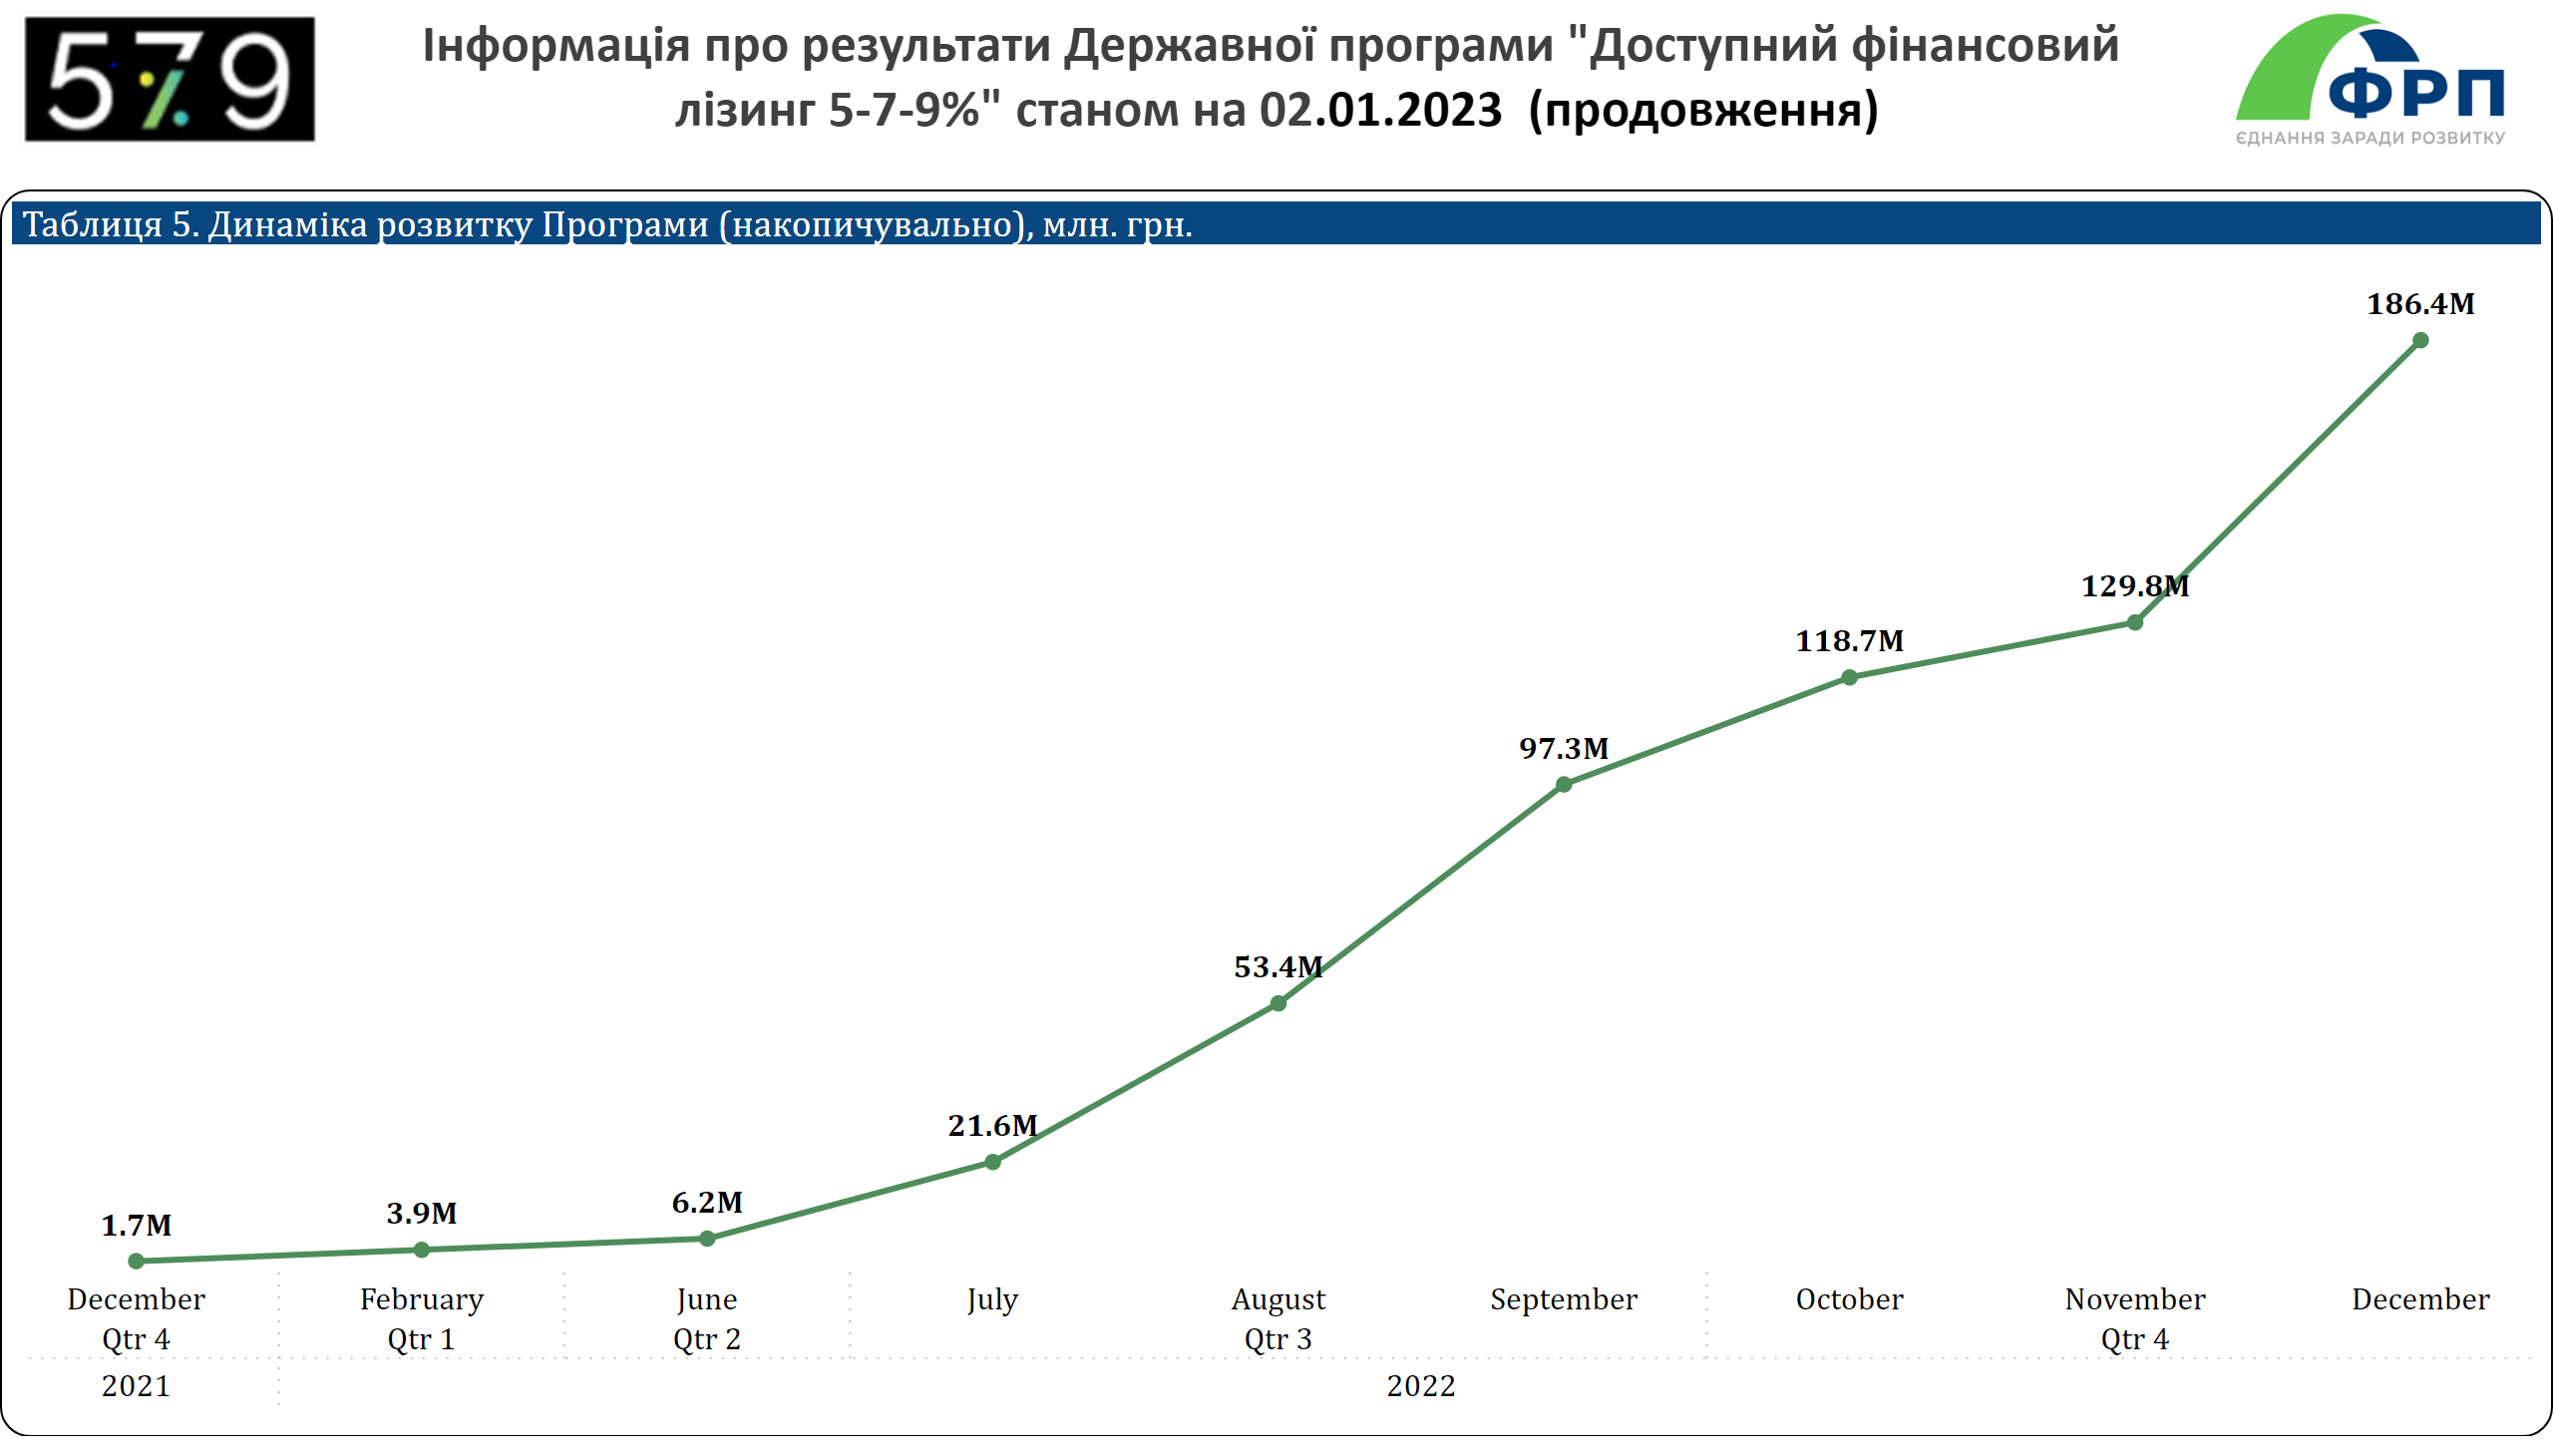 579
Інформація про результати Державної програми "Доступний фінансовий
лізинг 5-7-9%" станом на 02.01.2023 (продовження)
ФРП
ЄДНАННЯ ЗАРАДИ РОЗВИТКУ
Таблиця 5. Динаміка розвитку Програми (накопичувально), млн. грн.
186.4M
129.8M
118.7M
97.3M
53.4M
21.6M
6.2M
3.9M
1.7M
December February June July August September October November December
Qtr 4 Qtr 1 Qtr 2 Qtr 3 Qtr 4
2021 2022